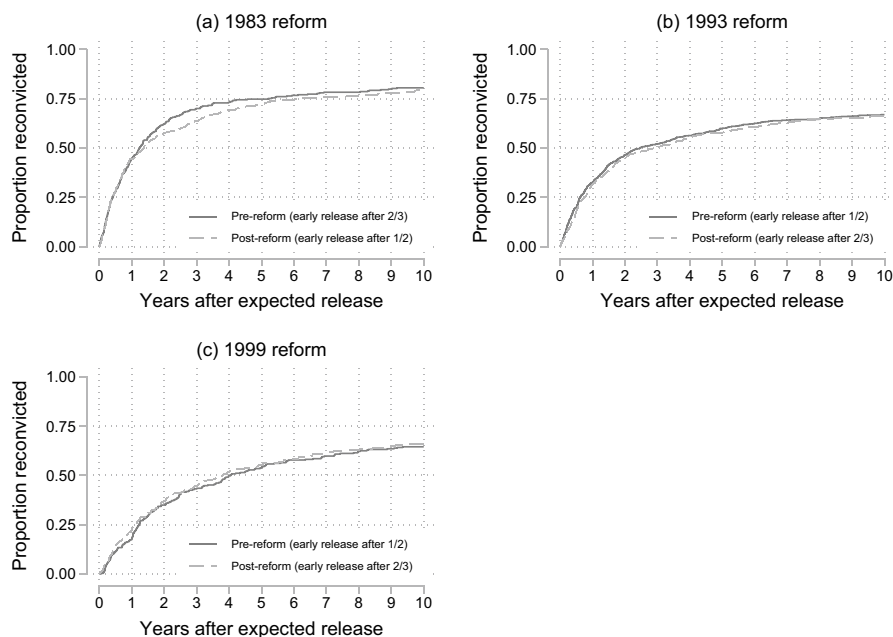 (a) 1983 reform
Proportion reconvicted
1.00
0.75
0.50
0.25
0.00
Pre-reform (early release after 2/3)
Post-reform (early release after 1/2)
0 1 2 3 4 5 6 7 8 9 10
Years after expected release
(b) 1993 reform
Proportion reconvicted
1.00
0.75
0.50
0.25
0.00
Pre-reform (early release after 1/2)
Post-reform (early release after 2/3)
0 1 2 3 4 5 6 7 8 9 10
Years after expected release
(c) 1999 reform
Proportion reconvicted
1.00
0.75
0.50
0.25
0.00
Pre-reform (early release after 1/2)
Post-reform (early release after 2/3)
0 1 2 3 4 5 6 7 8 9 10
Years after expected release